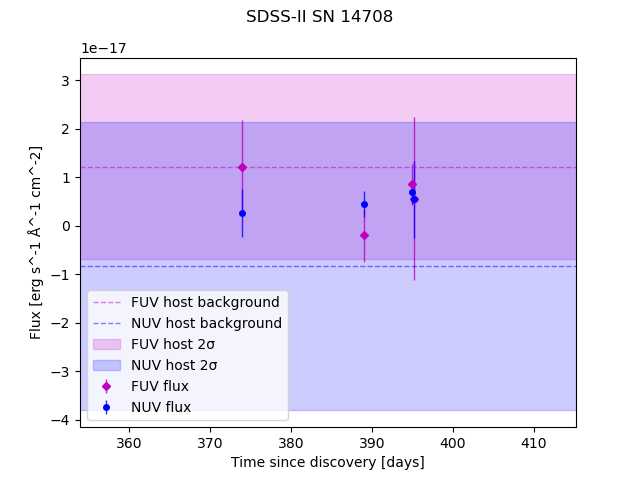 SDSS-II SN 14708
1e−17
3
2
1
0
−1
−2
−3
−4
Flux [erg s^-1 Å^-1 cm^-2]
FUV host background
NUV host background
FUV host 2σ
NUV host 2σ
FUV flux
NUV flux
360 370 380 390 400 410
Time since discovery [days]